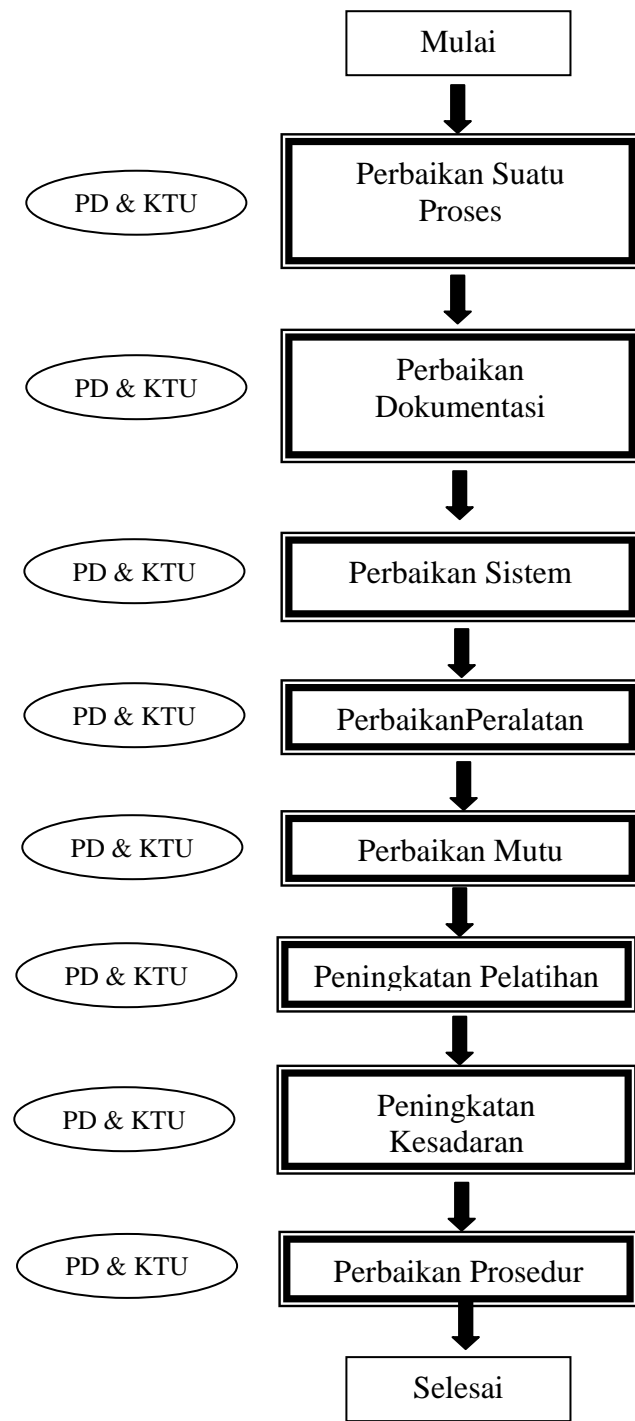 Mulai
PD & KTU
Perbaikan Suatu
Proses
PD & KTU
Perbaikan
Dokumentasi
PD & KTU
Perbaikan Sistem
PD & KTU
PerbaikanPeralatan
PD & KTU
Perbaikan Mutu
PD & KTU
Peningkatan Pelatihan
PD & KTU
Peningkatan
Kesadaran
PD & KTU
Perbaikan Prosedur
Selesai